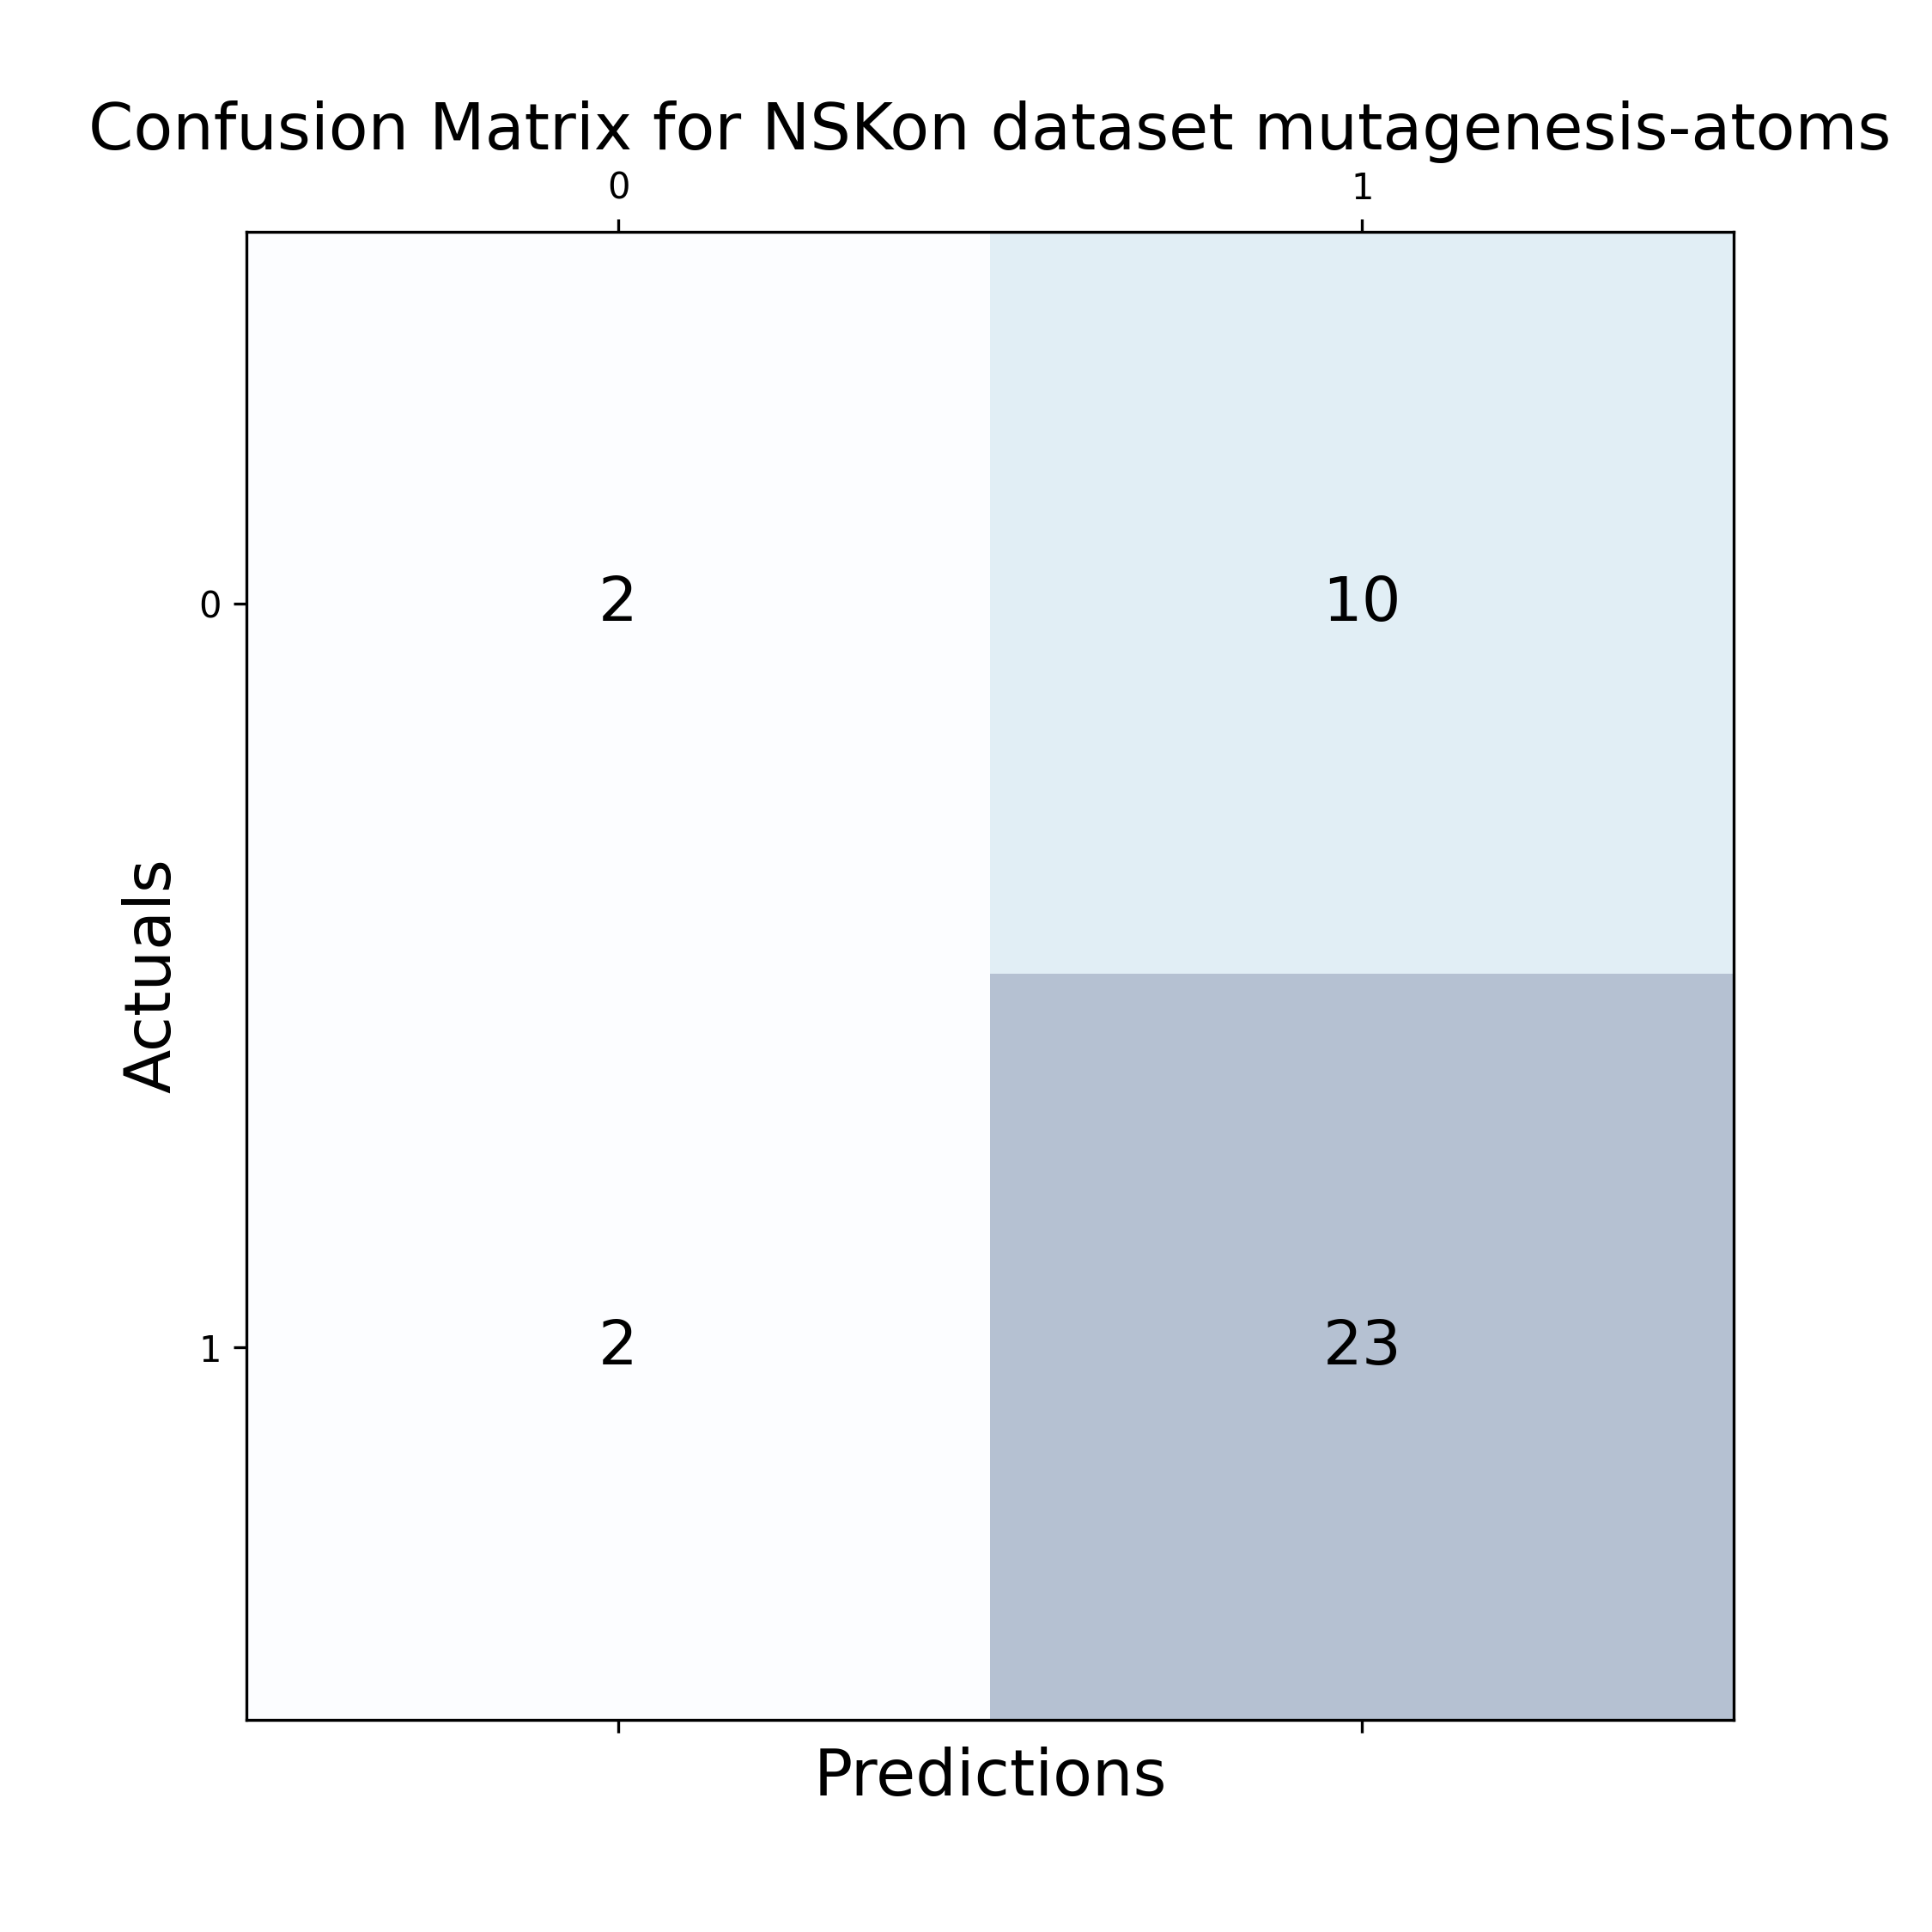 Confusion Matrix for NSKon dataset mutagenesis-atoms
0 1
0 2 10
Actuals
1 2 23
Predictions